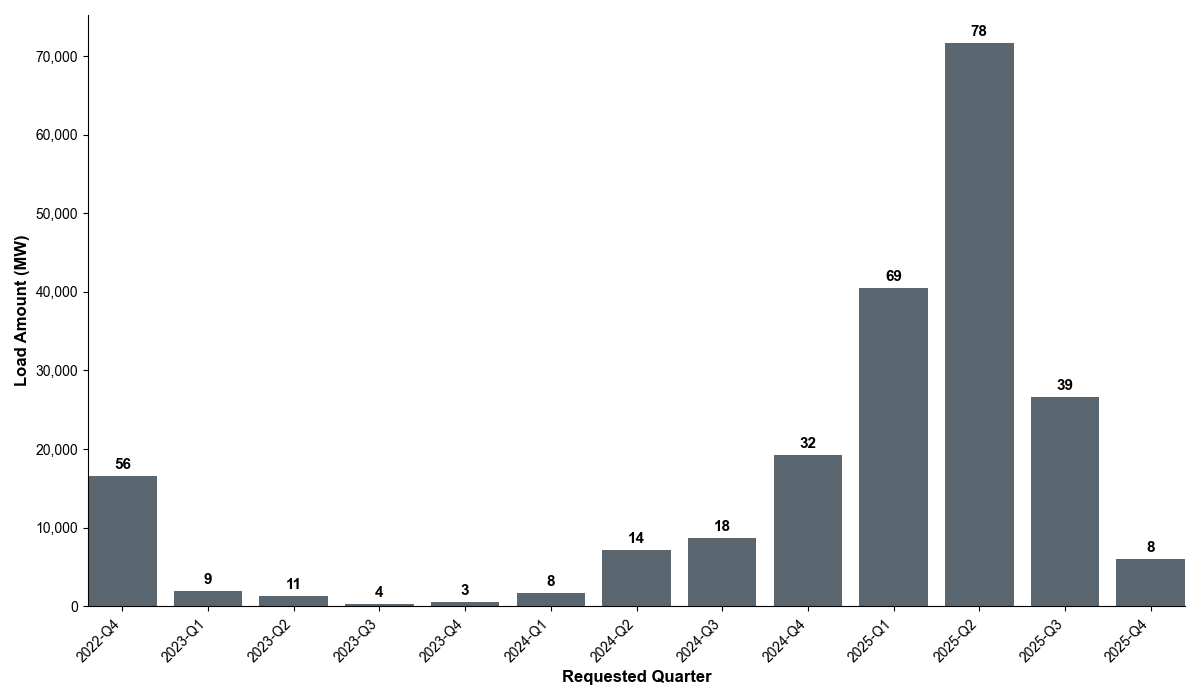 78
70,000
60,000
50,000
40,000
30,000
20,000
10,000
0
Load Amount (MW)
56
9
11
4
3
8
14
18
32
69
39
8
2022-Q4
2023-Q1
2023-Q2
2023-Q3
2023-Q4
2024-Q1
2024-Q2
2024-Q3
2024-Q4
2025-Q1
2025-Q2
2025-Q3
2025-Q4
Requested Quarter